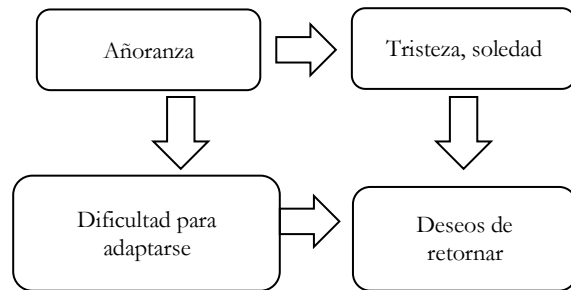 Añoranza
Tristeza, soledad
Dificultad para
adaptarse
Deseos de
retornar